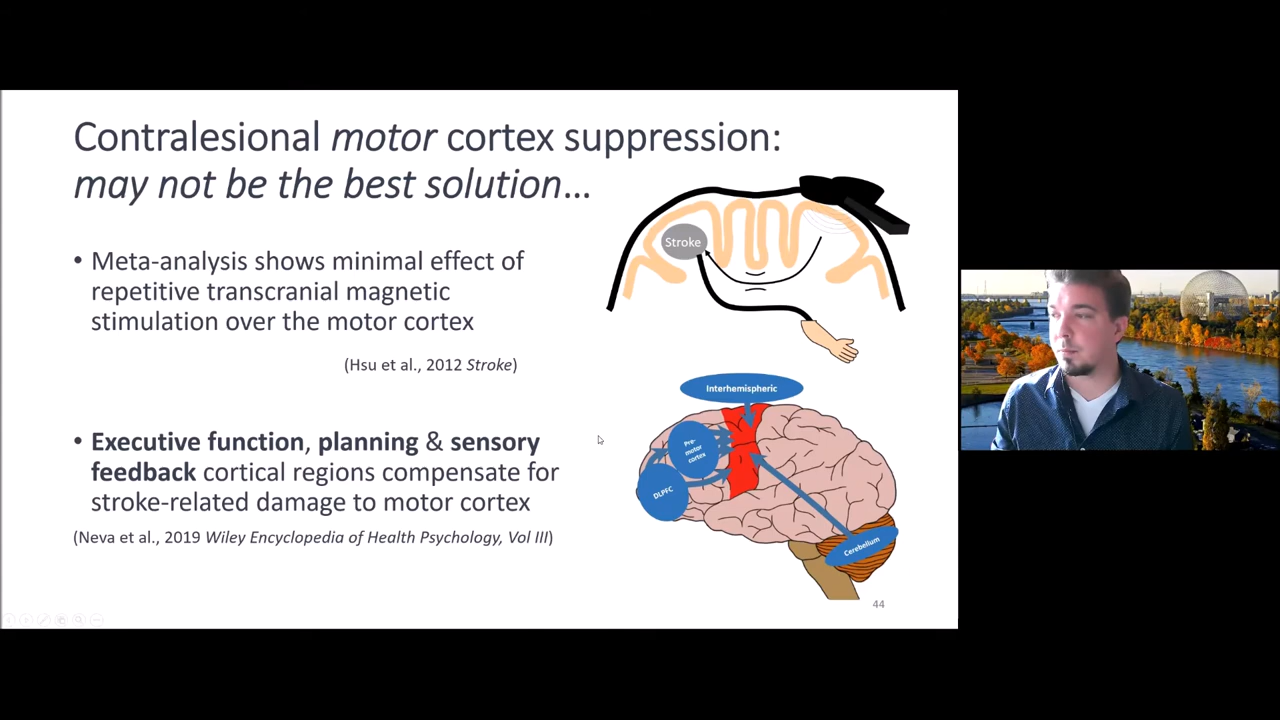 Contralesional motor cortex suppression:
may not be the best solution…
• Meta-analysis shows minimal effect of
repetitive transcranial magnetic
stimulation over the motor cortex
(Hsu et al., 2012 Stroke)
• Executive function, planning & sensory
feedback cortical regions compensate for
stroke-related damage to motor cortex
(Neva et al., 2019 Wiley Encyclopedia of Health Psychology, Vol III)
Stroke
Interhemispheric
Pre-
motor
cortex
DLPFC
Cerebellum
44